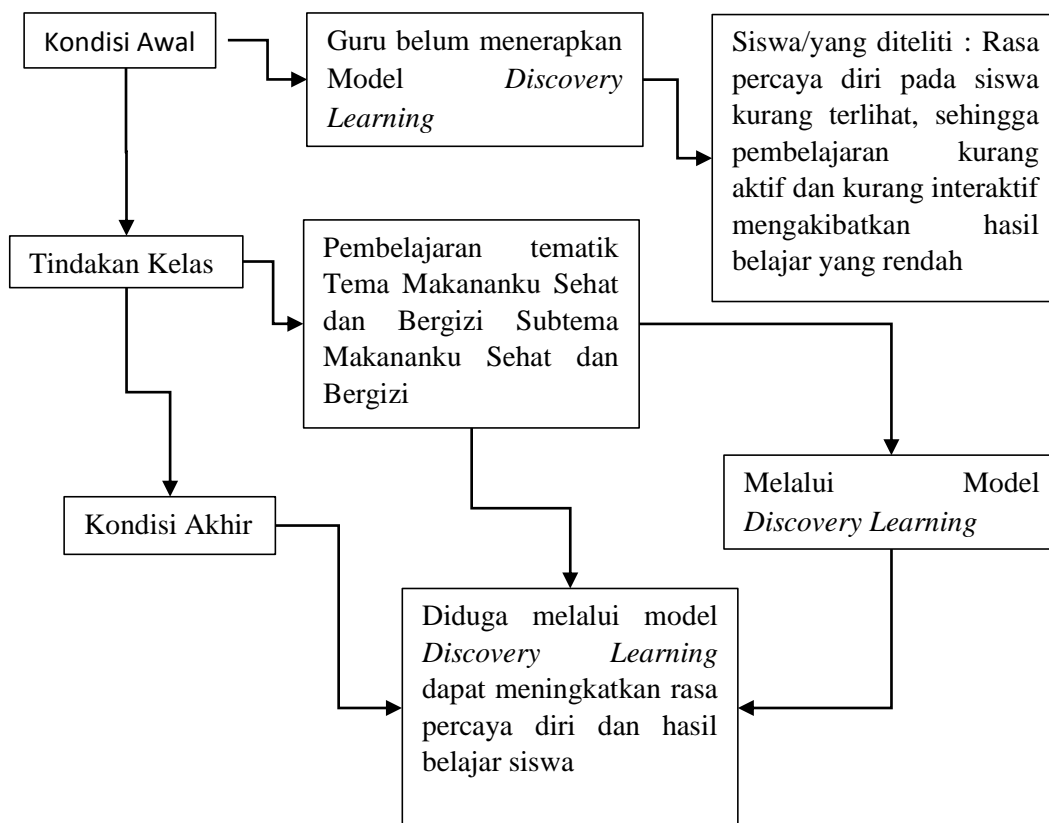 Kondisi Awal
Guru belum menerapkan
Model Discovery
Learning
Siswa/yang diteliti : Rasa
percaya diri pada siswa
kurang terlihat, sehingga
pembelajaran kurang
aktif dan kurang interaktif
mengakibatkan hasil
belajar yang rendah
Tindakan Kelas
Pembelajaran tematik
Tema Makananku Sehat
dan Bergizi Subtema
Makananku Sehat dan
Bergizi
Melalui Model
Discovery Learning
Kondisi Akhir
Diduga melalui model
Discovery Learning
dapat meningkatkan rasa
percaya diri dan hasil
belajar siswa